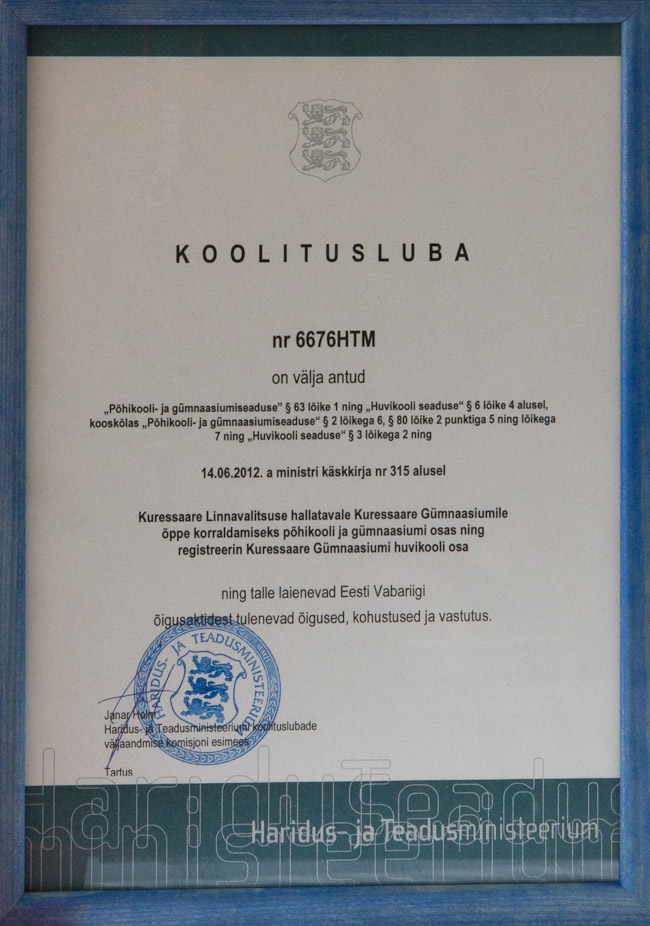 KOOLITUSLUBA
nr 6676HTM
on välja antud
„Põhikooli- ja gümnaasiumiseaduse" § 63 lõike 1 ning „Huvikooli seaduse" § 6 lõike 4 alusel,
kooskõlas „Põhikooli- ja gümnaasiumiseaduse" § 2 lõikega 6, § 80 lõike 2 punktiga 5 ning lõikega
7 ning „Huvikooli seaduse" § 3 lõikega 2 ning
14.06.2012. a ministri käskkirja nr 315 alusel
Kuressaare Linnavalitsuse hallatavale Kuressaare Gümnaasiumile
õppe korraldamiseks põhikooli ja gümnaasiumi osas ning
registreerin Kuressaare Gümnaasiumi huvikooli osa
ning talle laienevad Eesti Vabariigi
õigusaktidest tulenevad õigused, kohustused ja vastutus.
HARIDUS- JA TEADUSMINISTEERIUM
Janar Holm
Haridus- ja Teadusministeeriumi koolituslubade
väljaandmise komisjoni esimees
Tartus
Haridus- ja Teadusministeerium